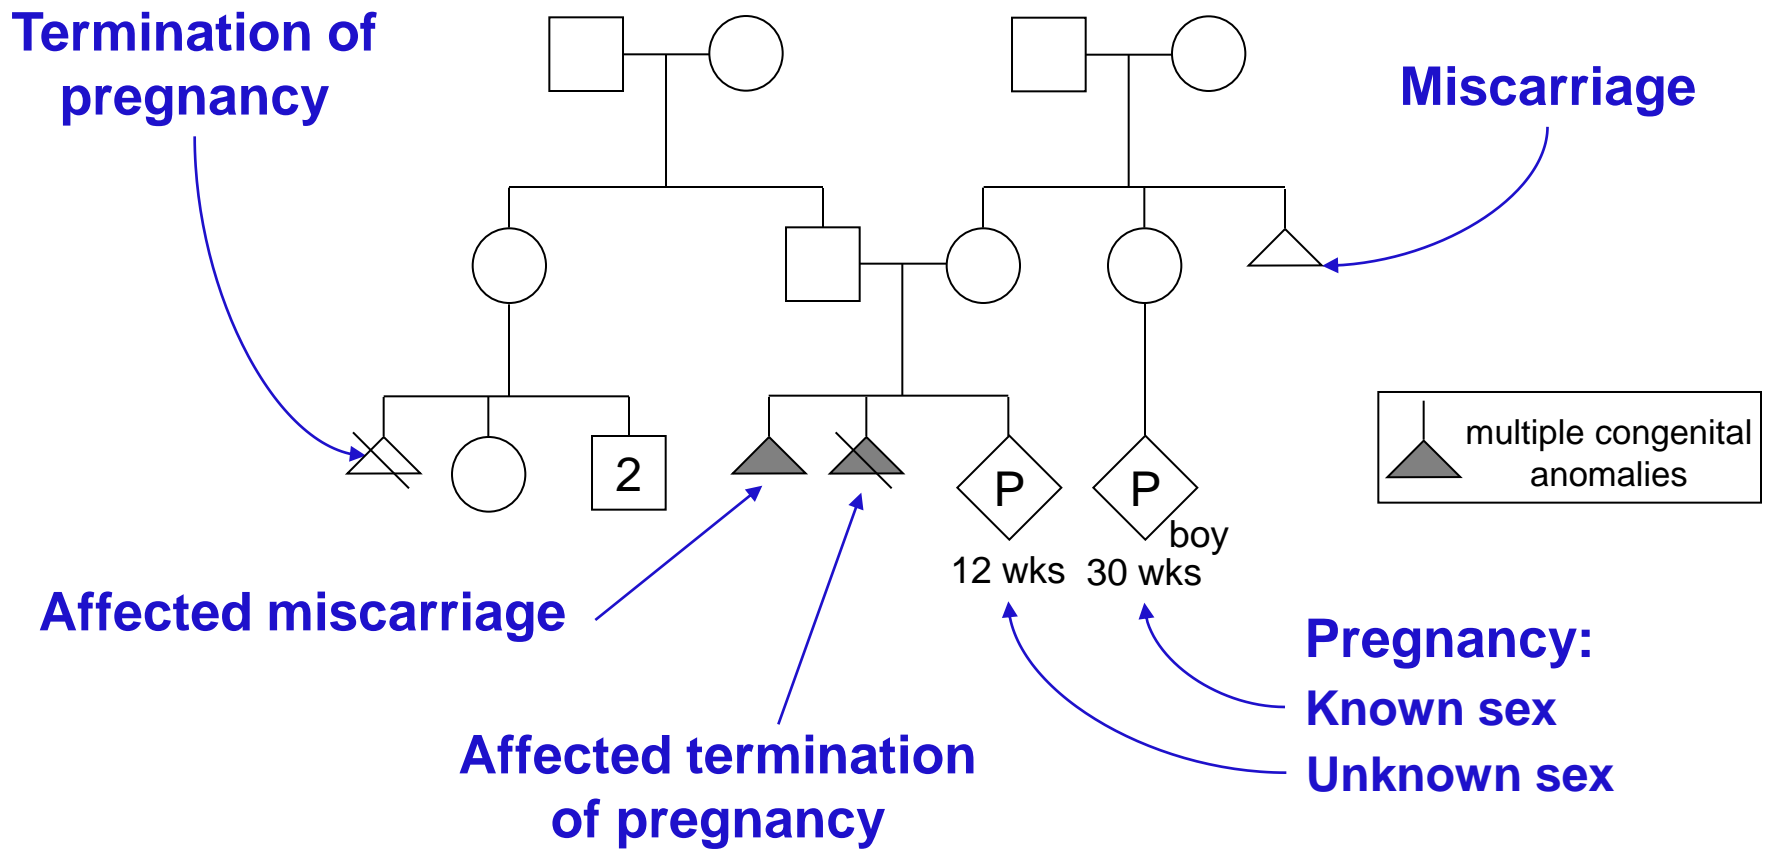 Termination of
pregnancy
Miscarriage
2
P
P
boy
12 wks
30 wks
multiple congenital
anomalies
Affected miscarriage
Affected termination
of pregnancy
Pregnancy:
Known sex
Unknown sex